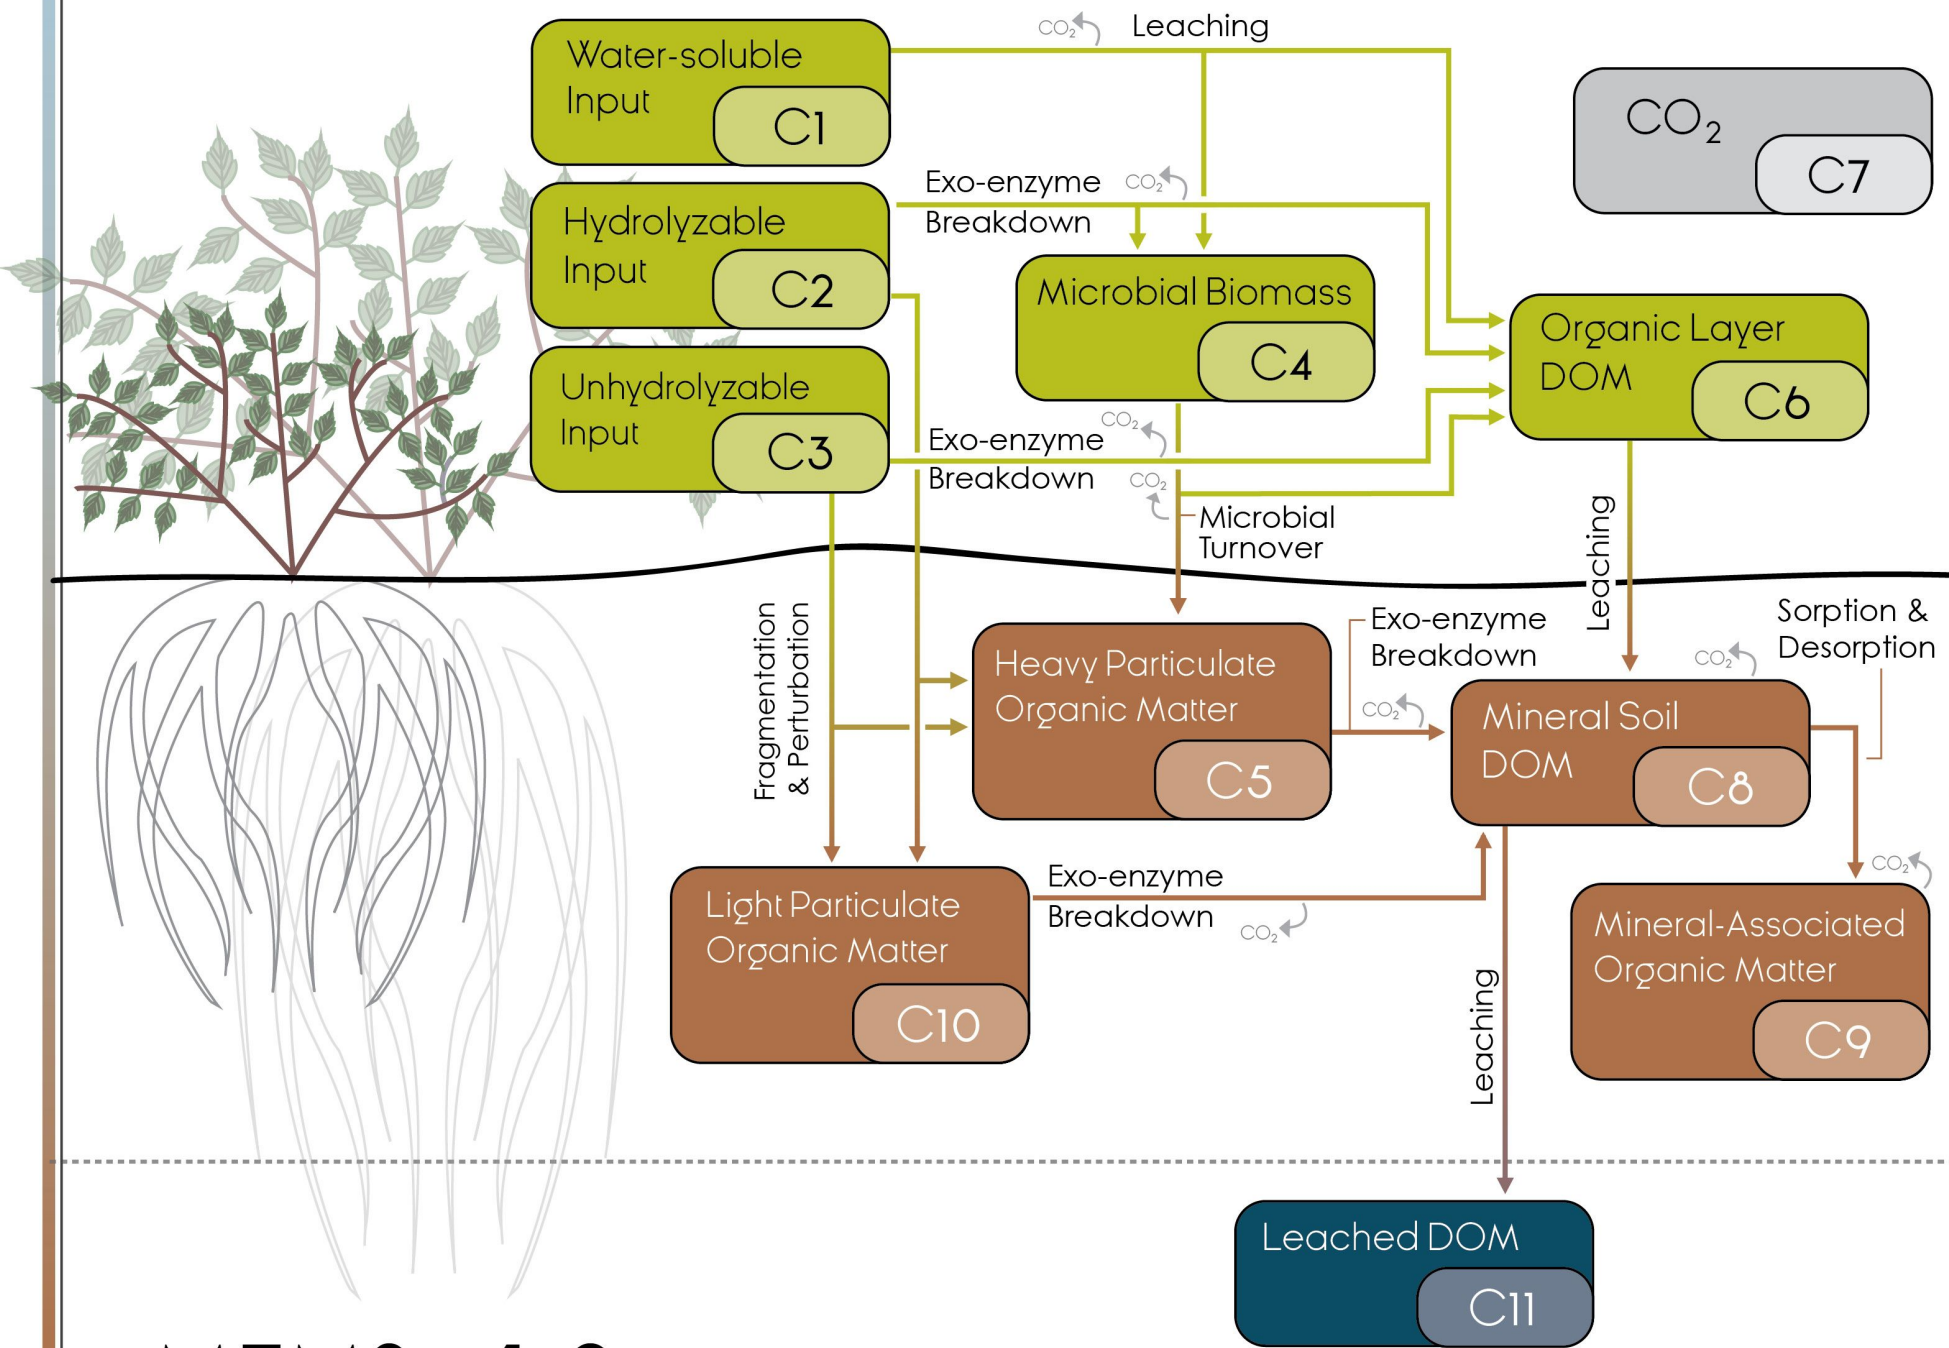 Water-soluble
Input
C1
CO₂
Leaching
CO₂
C7
Hydrolyzable
Input
C2
Exo-enzyme
Breakdown
CO₂
Microbial Biomass
C4
Unhydrolyzable
Input
C3
Exo-enzyme
Breakdown
CO₂
CO₂
Microbial
Turnover
Organic Layer
DOM
C6
Leaching
Fragmentation
& Perturbation
Heavy Particulate
Organic Matter
C5
Exo-enzyme
Breakdown
CO₂
Mineral Soil
DOM
C8
CO₂
Sorption &
Desorption
Light Particulate
Organic Matter
C10
Exo-enzyme
Breakdown
CO₂
CO₂
Mineral-Associated
Organic Matter
C9
Leaching
Leached DOM
C11